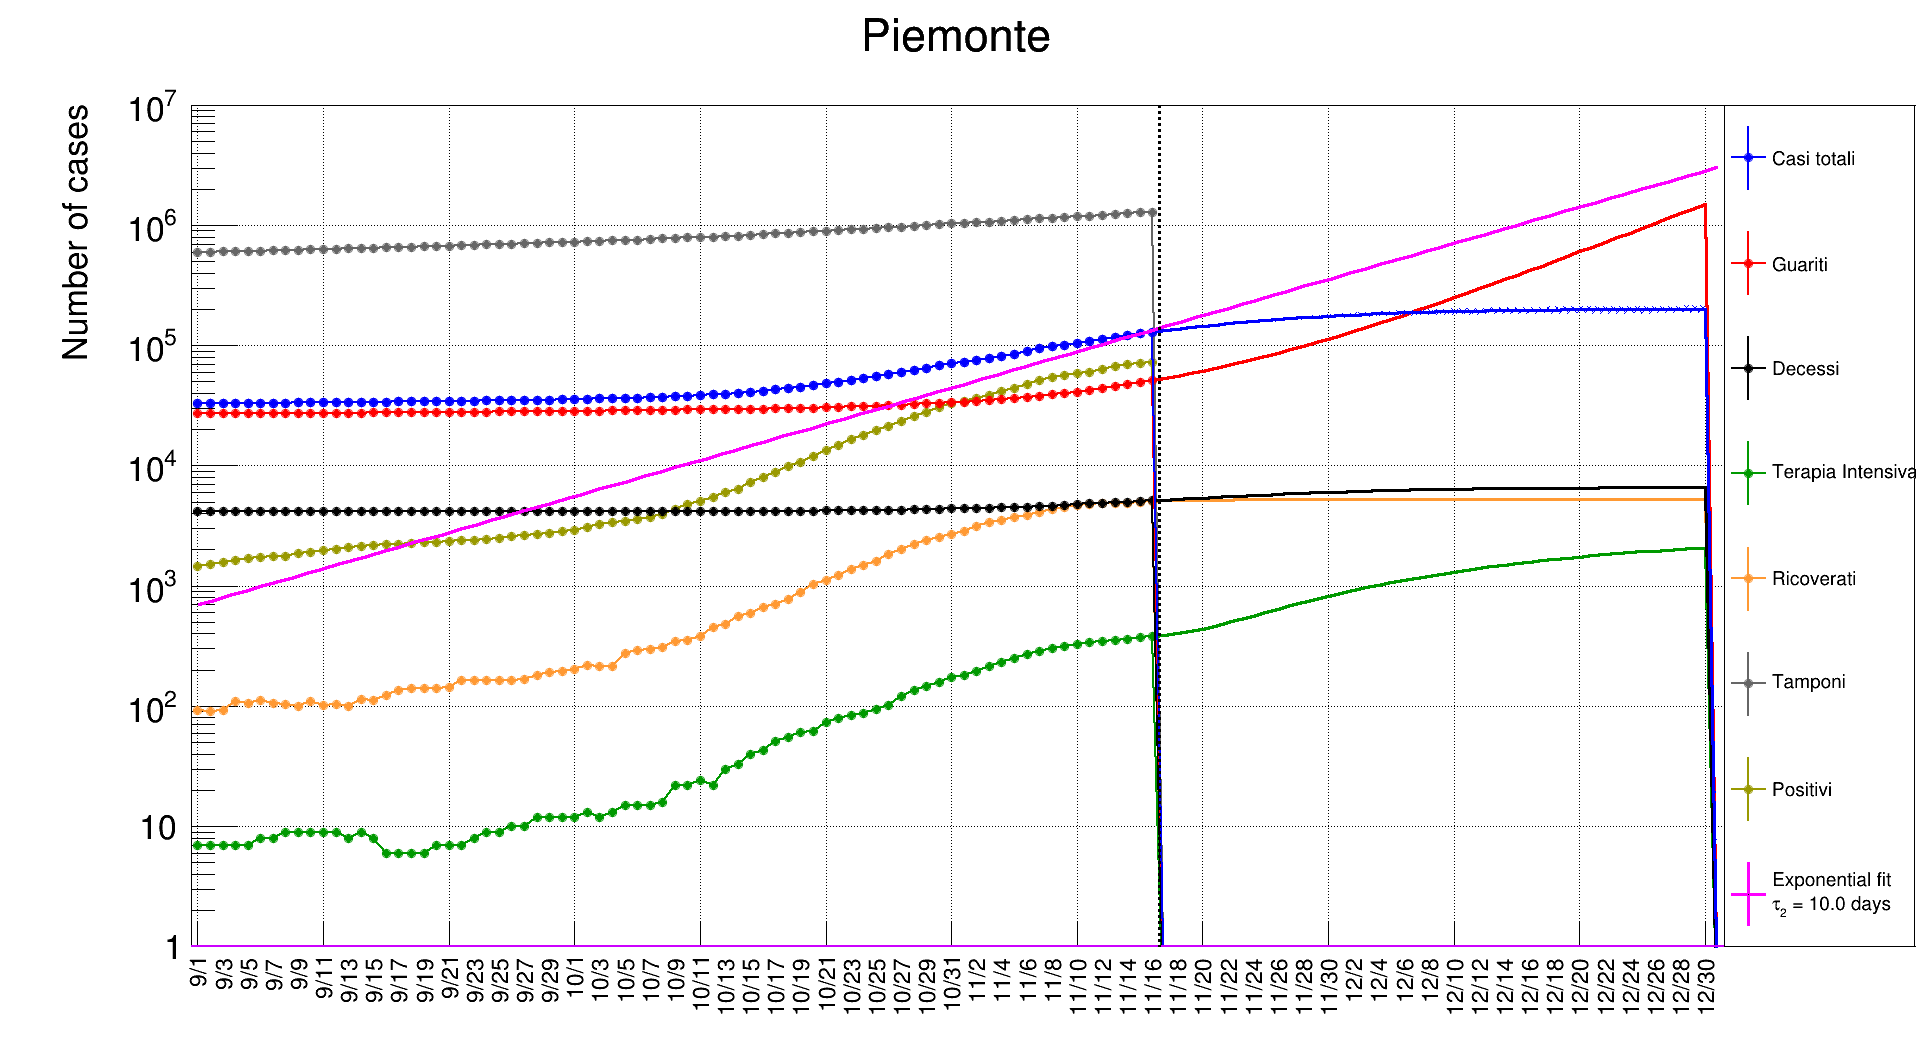 Piemonte
Number of cases
10^7
10^6
10^5
10^4
10^3
10^2
10
1
9/1 9/3 9/5 9/7 9/9 9/11 9/13 9/15 9/17 9/19 9/21 9/23 9/25 9/27 9/29 10/1 10/3 10/5 10/7 10/9 10/11 10/13 10/15 10/17 10/19 10/21 10/23 10/25 10/27 10/29 10/31 11/2 11/4 11/6 11/8 11/10 11/12 11/14 11/16 11/18 11/20 11/22 11/24 11/26 11/28 11/30 12/2 12/4 12/6 12/8 12/10 12/12 12/14 12/16 12/18 12/20 12/22 12/24 12/26 12/28 12/30
Casi totali
Guariti
Decessi
Terapia Intensiva
Ricoverati
Tamponi
Positivi
Exponential fit
τ₂ = 10.0 days